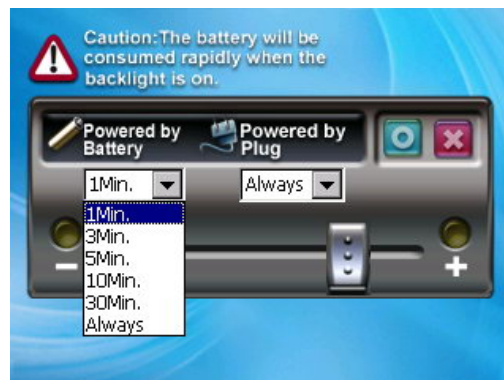 Caution:The battery will be
consumed rapidly when the
backlight is on.
Powered by
Battery
Powered by
Plug
1Min.
Always
1Min.
3Min.
5Min.
10Min.
30Min.
Always